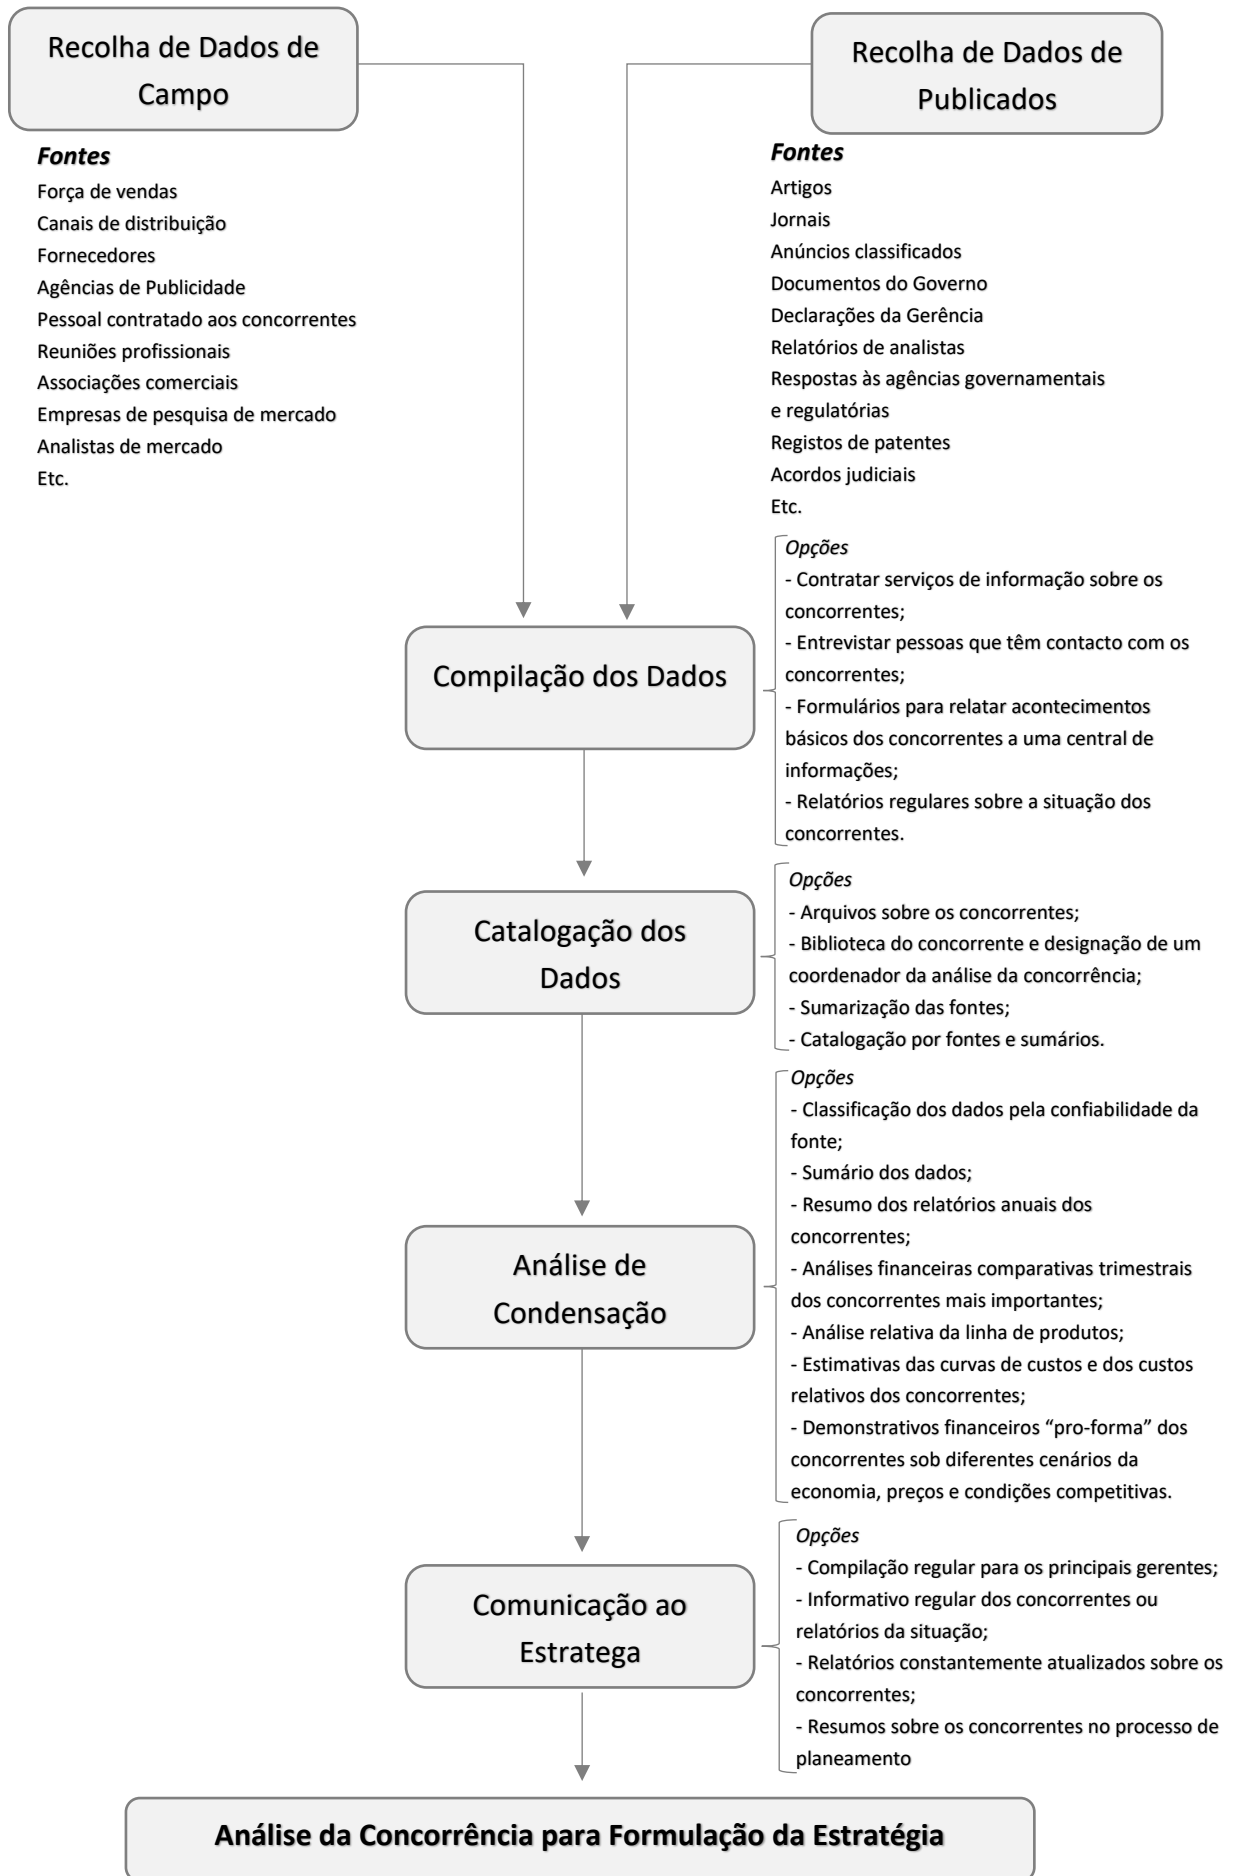 Recolha de Dados de
Campo
Fontes
Força de vendas
Canais de distribuição
Fornecedores
Agências de Publicidade
Pessoal contratado aos concorrentes
Reuniões profissionais
Associações comerciais
Empresas de pesquisa de mercado
Analistas de mercado
Etc.
Recolha de Dados de
Publicados
Fontes
Artigos
Jornais
Anúncios classificados
Documentos do Governo
Declarações da Gerência
Relatórios de analistas
Respostas às agências governamentais
e regulatórias
Registos de patentes
Acordos judiciais
Etc.
Compilação dos Dados
Opções
- Contratar serviços de informação sobre os
concorrentes;
- Entrevistar pessoas que têm contacto com os
concorrentes;
- Formulários para relatar acontecimentos
básicos dos concorrentes a uma central de
informações;
- Relatórios regulares sobre a situação dos
concorrentes.
Catalogação dos
Dados
Opções
- Arquivos sobre os concorrentes;
- Biblioteca do concorrente e designação de um
coordenador da análise da concorrência;
- Sumarização das fontes;
- Catalogação por fontes e sumários.
Análise de
Condensação
Opções
- Classificação dos dados pela confiabilidade da
fonte;
- Sumário dos dados;
- Resumo dos relatórios anuais dos
concorrentes;
- Análises financeiras comparativas trimestrais
dos concorrentes mais importantes;
- Análise relativa da linha de produtos;
- Estimativas das curvas de custos e dos custos
relativos dos concorrentes;
- Demonstrativos financeiros “pro-forma” dos
concorrentes sob diferentes cenários da
economia, preços e condições competitivas.
Comunicação ao
Estratega
Opções
- Compilação regular para os principais gerentes;
- Informativo regular dos concorrentes ou
relatórios da situação;
- Relatórios constantemente atualizados sobre os
concorrentes;
- Resumos sobre os concorrentes no processo de
planeamento
Análise da Concorrência para Formulação da Estratégia